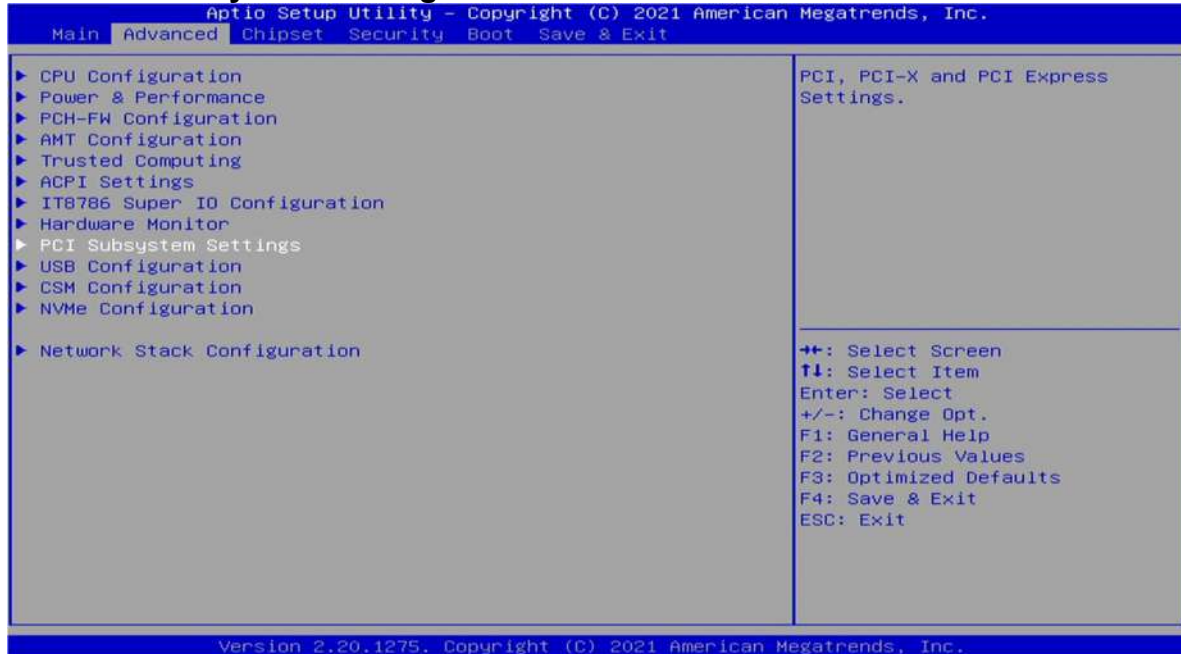 Aptio Setup Utility – Copyright (C) 2021 American Megatrends, Inc.
Main Advanced Chipset Security Boot Save & Exit
▶ CPU Configuration
▶ Power & Performance
▶ PCH-FW Configuration
▶ AMT Configuration
▶ Trusted Computing
▶ ACPI Settings
▶ IT8786 Super IO Configuration
▶ Hardware Monitor
▶ PCI Subsystem Settings
▶ USB Configuration
▶ CSM Configuration
▶ NVMe Configuration
▶ Network Stack Configuration
PCI, PCI-X and PCI Express
Settings.
→←: Select Screen
↑↓: Select Item
Enter: Select
+/-: Change Opt.
F1: General Help
F2: Previous Values
F3: Optimized Defaults
F4: Save & Exit
ESC: Exit
Version 2.20.1275. Copyright (C) 2021 American Megatrends, Inc.